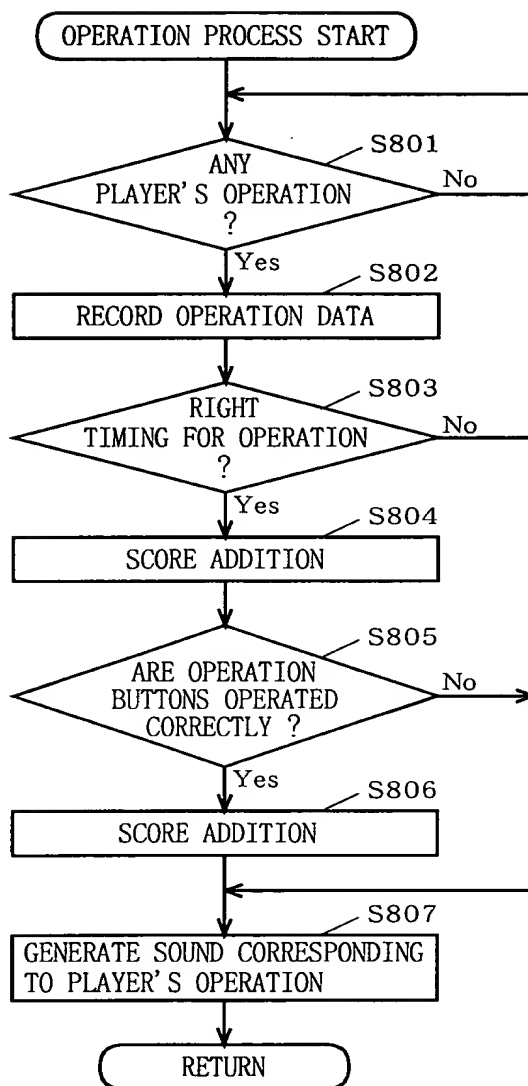 OPERATION PROCESS START
S801
ANY
PLAYER'S OPERATION
?
No
Yes
S802
RECORD OPERATION DATA
S803
RIGHT
TIMING FOR OPERATION
?
No
Yes
S804
SCORE ADDITION
S805
ARE OPERATION
BUTTONS OPERATED
CORRECTLY ?
No
Yes
S806
SCORE ADDITION
S807
GENERATE SOUND CORRESPONDING
TO PLAYER'S OPERATION
RETURN